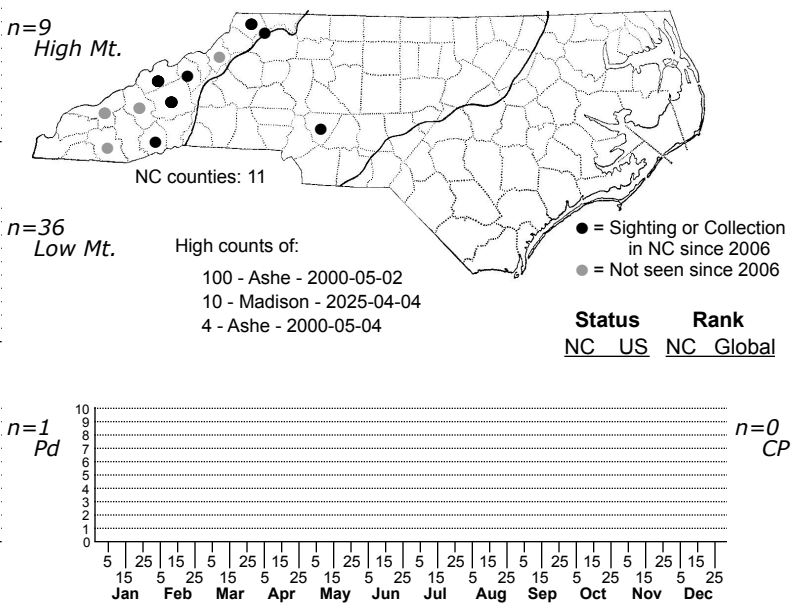 n=9
High Mt.
NC counties: 11
n=36
Low Mt.
High counts of:
100 - Ashe - 2000-05-02
10 - Madison - 2025-04-04
4 - Ashe - 2000-05-04
● = Sighting or Collection
in NC since 2006
● = Not seen since 2006
Status Rank
NC US NC Global
n=1
Pd
n=0
CP
10
9
8
7
6
5
4
3
2
1
0
5 25 15 5 25 15 5 25 15 5 25 15 5 25 15 5 25 15
15 5 25 15 5 25 15 5 25 15 5 25 15 5 25 15 5 25
Jan Feb Mar Apr May Jun Jul Aug Sep Oct Nov Dec